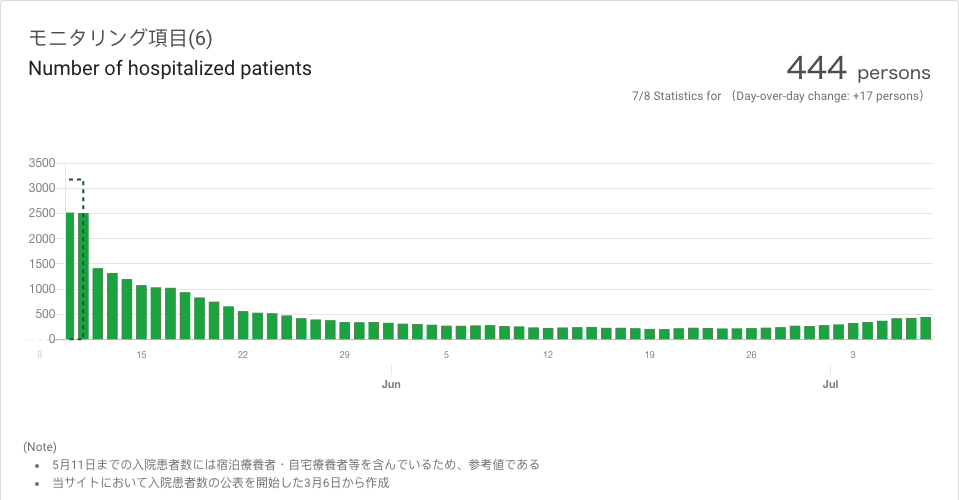 モニタリング項目(6)
Number of hospitalized patients
444 persons
7/8 Statistics for （Day-over-day change: +17 persons）
3500
3000
2500
2000
1500
1000
500
0
8 15 22 29 5 12 19 26 3
Jun Jul
(Note)
• 5月11日までの入院患者数には宿泊療養者・自宅療養者等を含んでいるため、参考値である
• 当サイトにおいて入院患者数の公表を開始した3月6日から作成